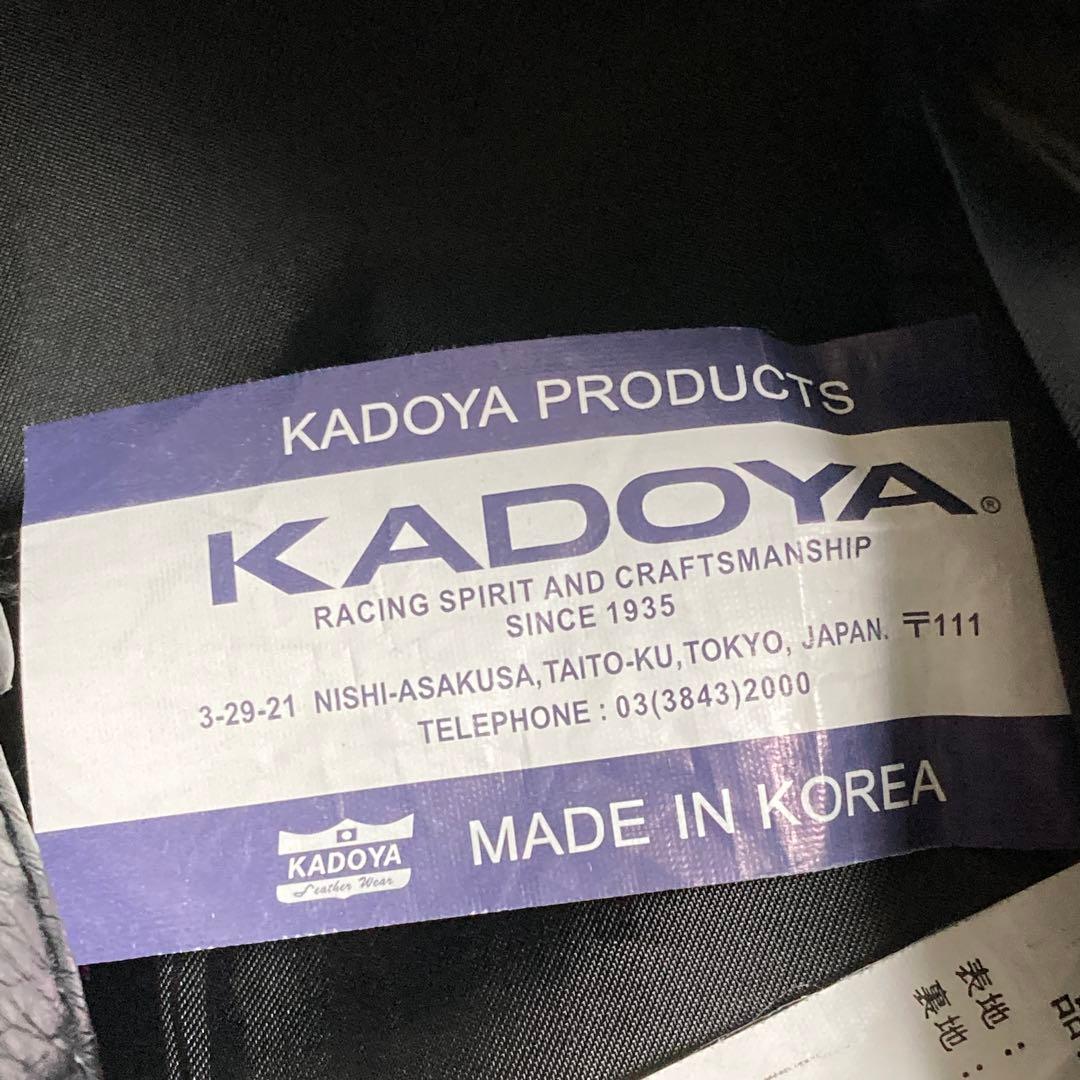 KADOYA PRODUCTS
KADOYA®
RACING SPIRIT AND CRAFTSMANSHIP
SINCE 1935
3-29-21 NISHI-ASAKUSA,TAITO-KU,TOKYO, JAPAN. 〒111
TELEPHONE : 03(3843)2000
KADOYA
Leather Wear
MADE IN KOREA
品
表地:
裏地: